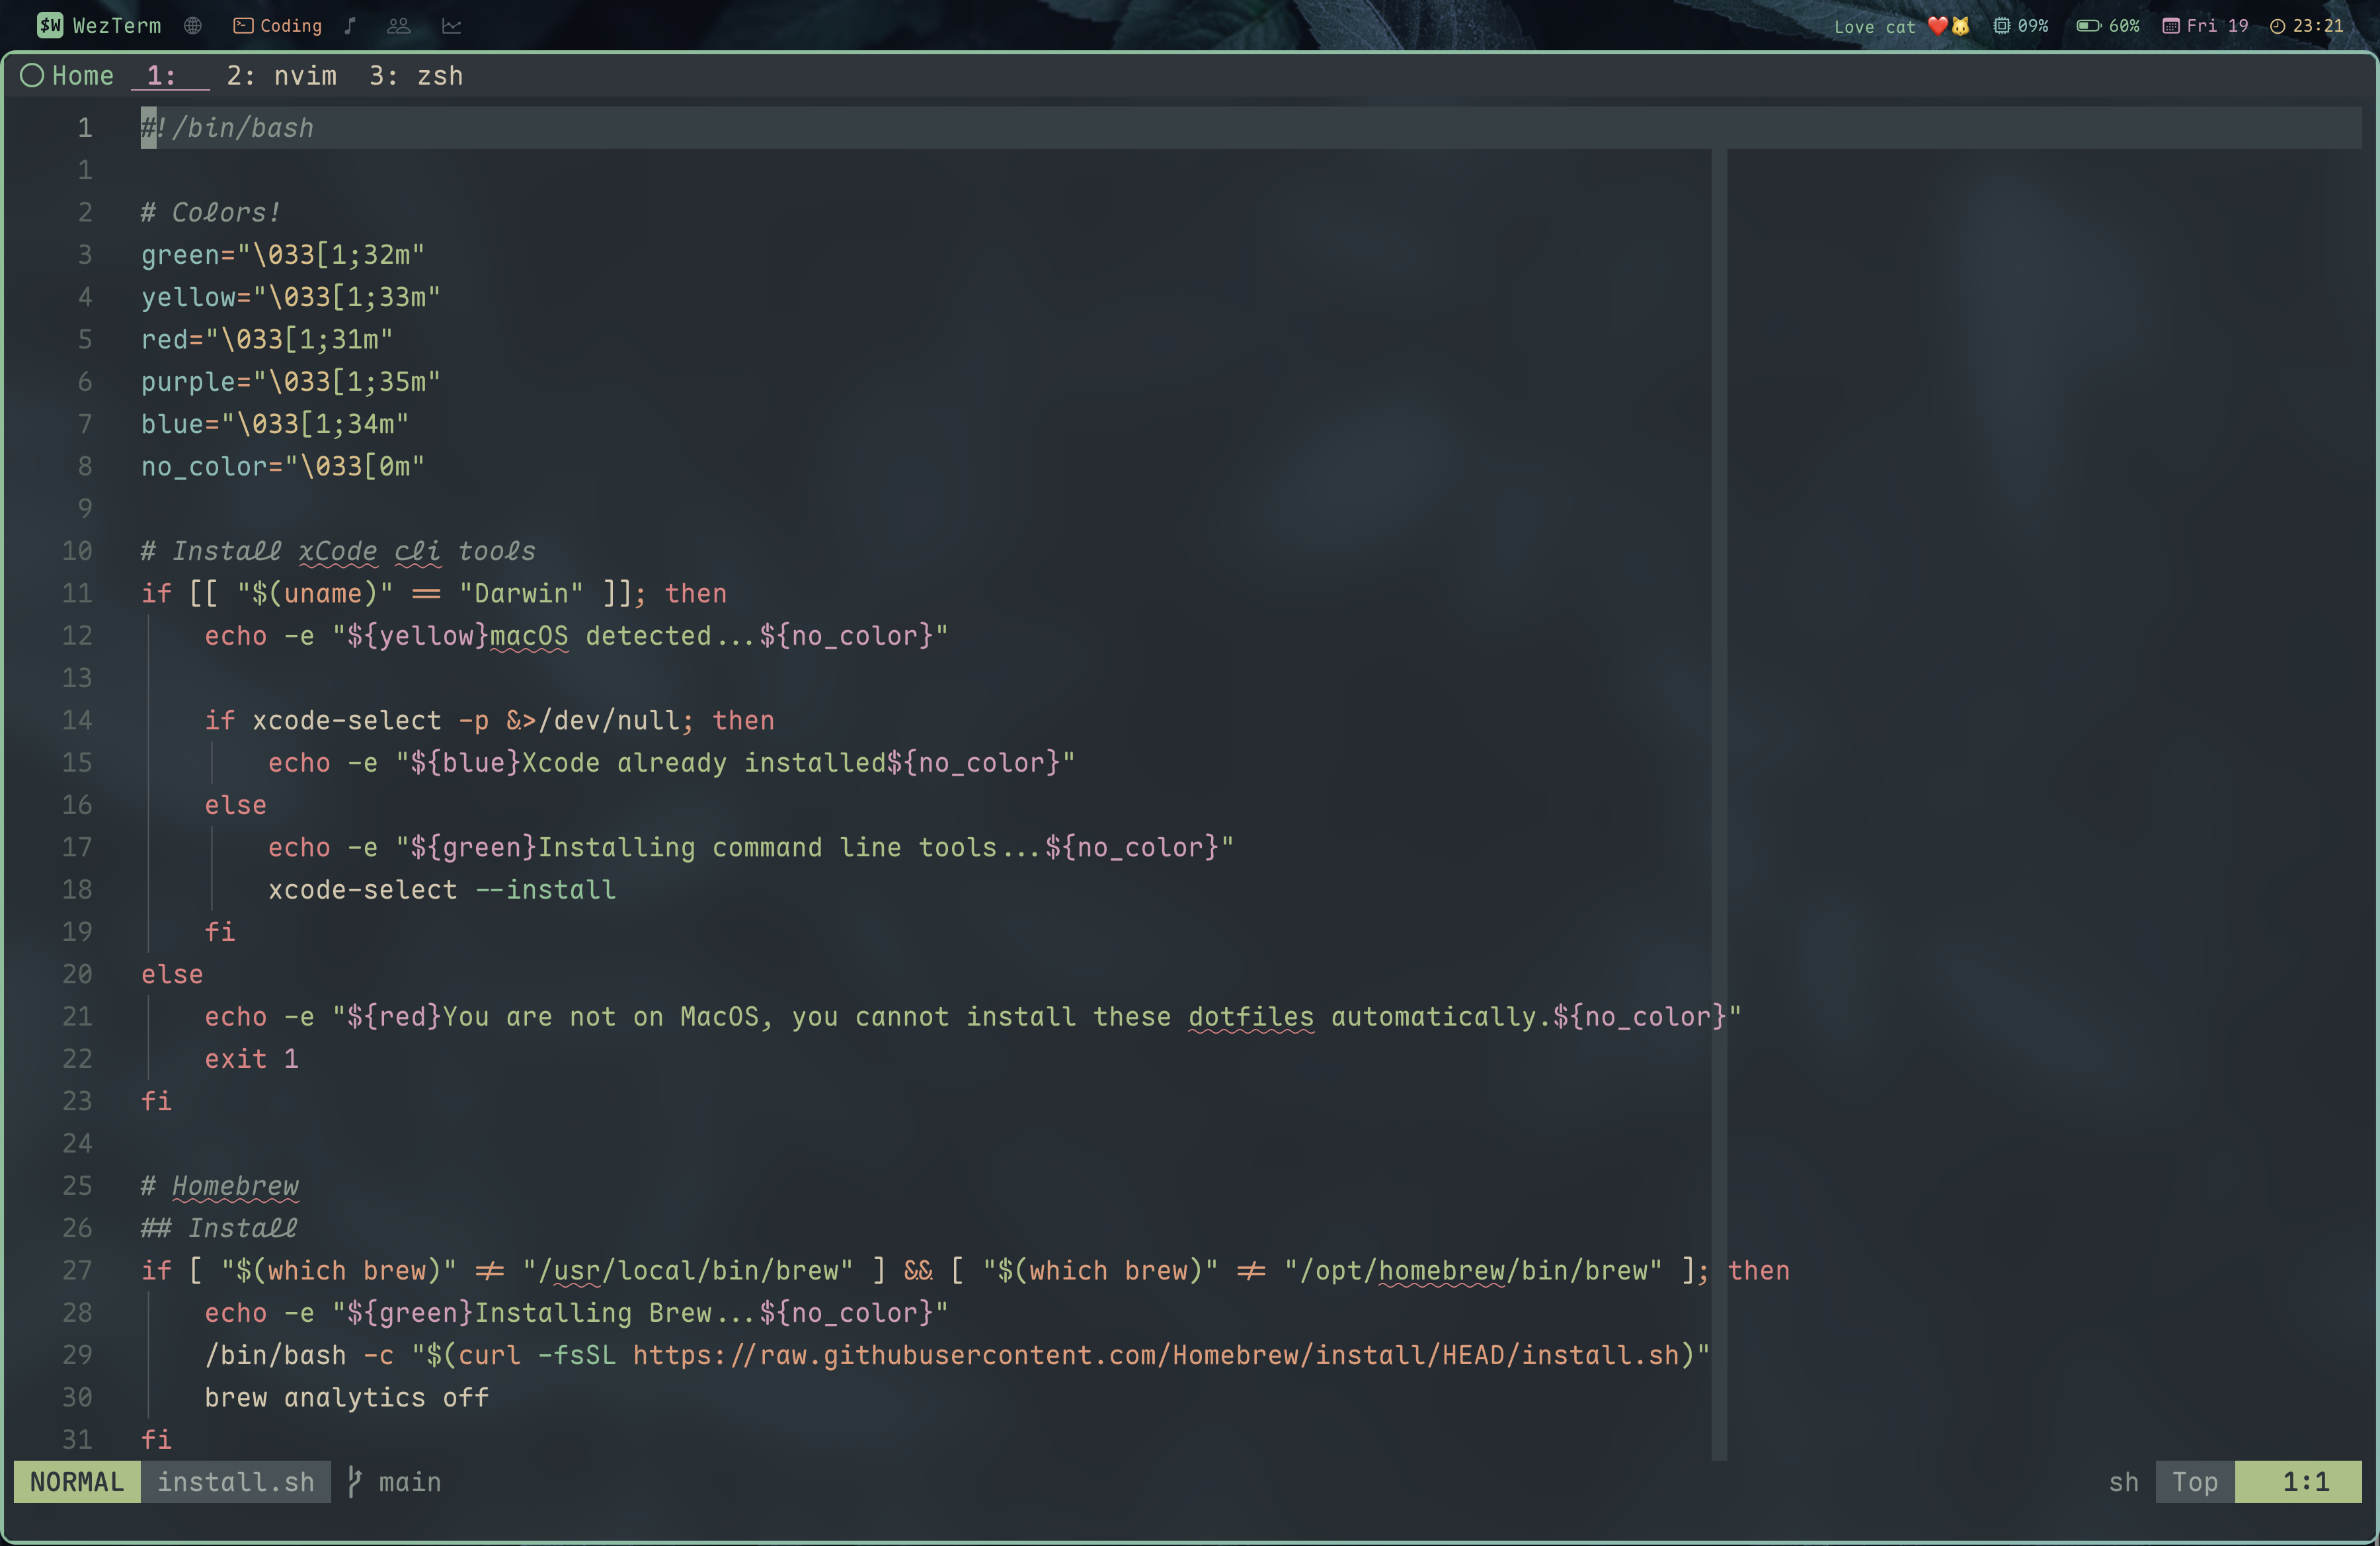 $W WezTerm Coding Love cat ❤️🐱 09% 60% Fri 19 23:21
Home 1: 2: nvim 3: zsh
1 #!/bin/bash
1
2 # Colors!
3 green="\033[1;32m"
4 yellow="\033[1;33m"
5 red="\033[1;31m"
6 purple="\033[1;35m"
7 blue="\033[1;34m"
8 no_color="\033[0m"
9
10 # Install xCode cli tools
11 if [[ "$(uname)" == "Darwin" ]]; then
12     echo -e "${yellow}macOS detected...${no_color}"
13
14     if xcode-select -p &>/dev/null; then
15         echo -e "${blue}Xcode already installed${no_color}"
16     else
17         echo -e "${green}Installing command line tools...${no_color}"
18         xcode-select --install
19     fi
20 else
21     echo -e "${red}You are not on MacOS, you cannot install these dotfiles automatically.${no_color}"
22     exit 1
23 fi
24
25 # Homebrew
26 ## Install
27 if [ "$(which brew)" != "/usr/local/bin/brew" ] && [ "$(which brew)" != "/opt/homebrew/bin/brew" ]; then
28     echo -e "${green}Installing Brew...${no_color}"
29     /bin/bash -c "$(curl -fsSL https://raw.githubusercontent.com/Homebrew/install/HEAD/install.sh)"
30     brew analytics off
31 fi
NORMAL install.sh main sh Top 1:1